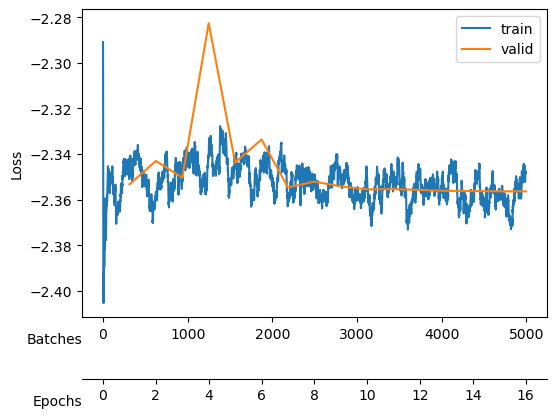 −2.28
−2.30
−2.32
−2.34
−2.36
−2.38
−2.40
Loss
train
valid
Batches 0 1000 2000 3000 4000 5000
Epochs 0 2 4 6 8 10 12 14 16